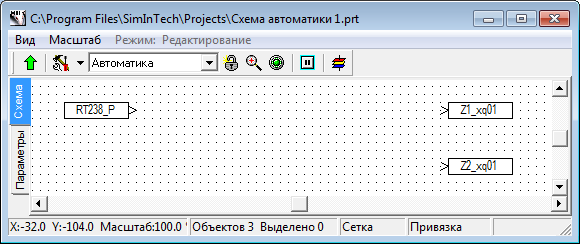 C:\Program Files\SimInTech\Projects\Схема автоматики 1.prt
Вид Масштаб Режим: Редактирование
Автоматика
Схема
Параметры
RT238_P
Z1_xq01
Z2_xq01
X:-32.0 Y:-104.0 Масштаб:100.0 Объектов 3 Выделено 0 Сетка Привязка